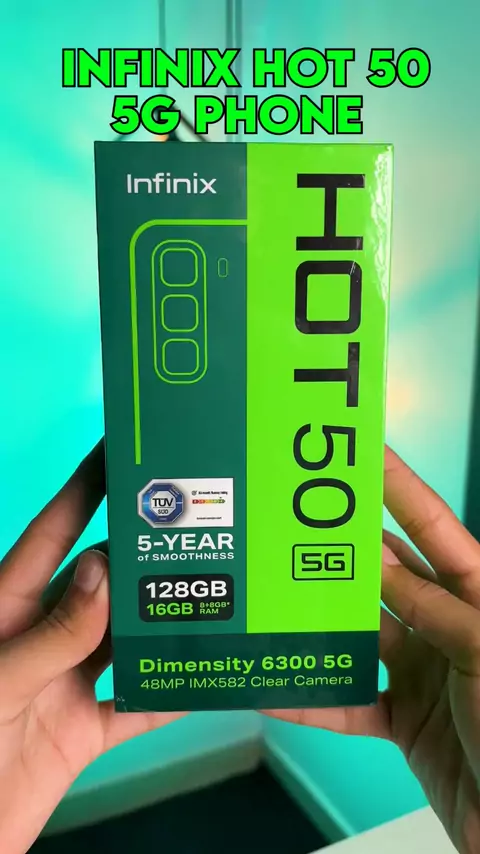 INFINIX HOT 50
5G PHONE
Infinix
HOT 50
5G
TÜV
SÜD
5-YEAR
of SMOOTHNESS
128GB
16GB 8+8GB*
RAM
Dimensity 6300 5G
48MP IMX582 Clear Camera